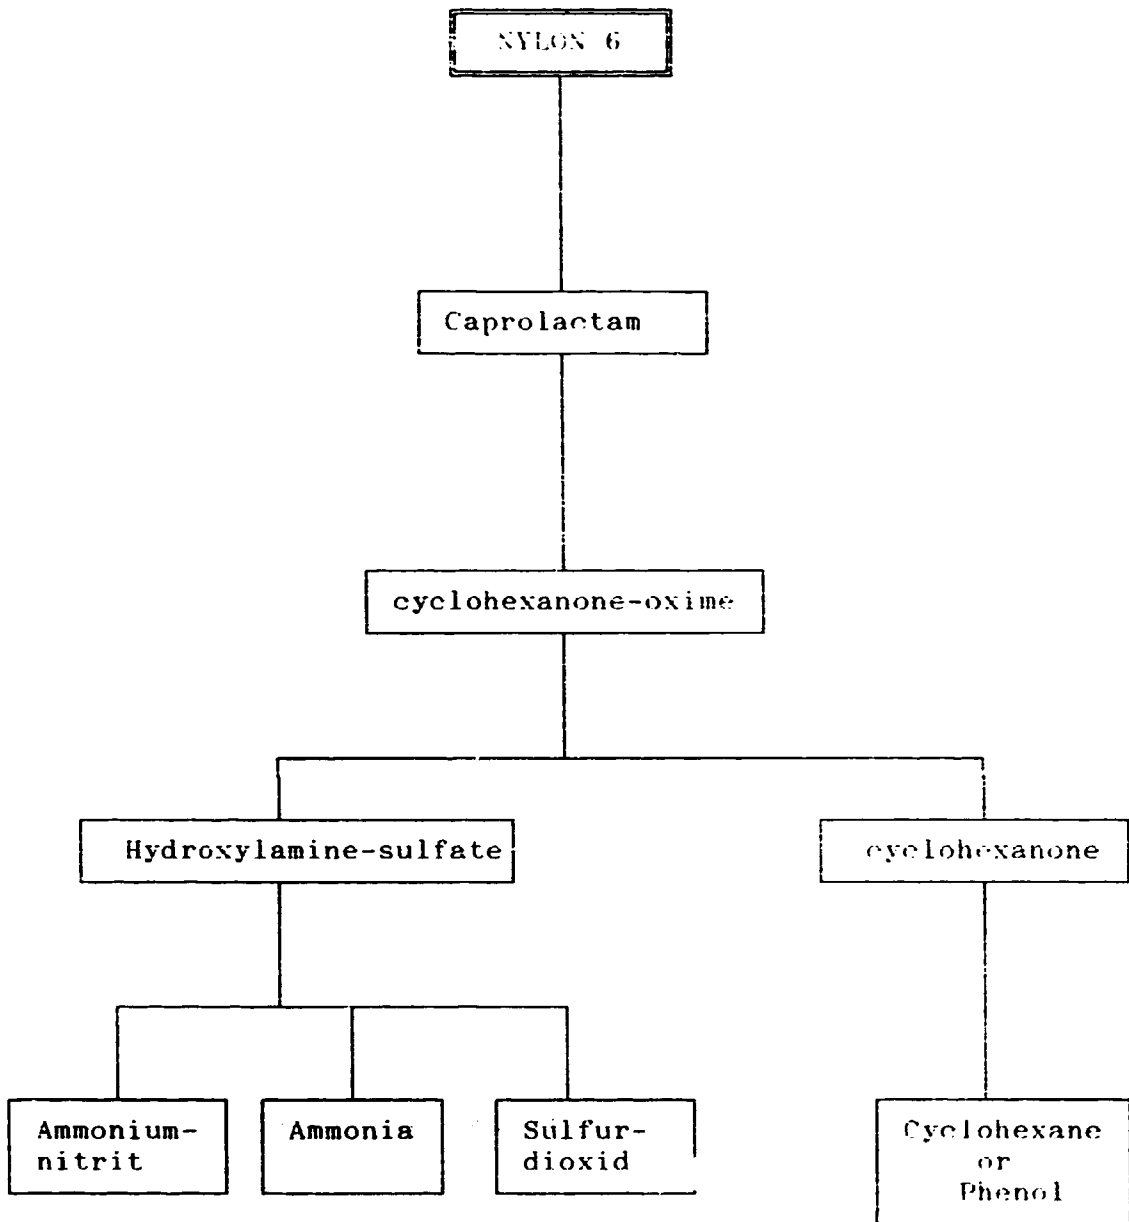 NYLON 6
Caprolactam
cyclohexanone-oxime
Hydroxylamine-sulfate
cyclohexanone
Ammonium-
nitrit
Ammonia
Sulfur-
dioxid
Cyclohexane
or
Phenol